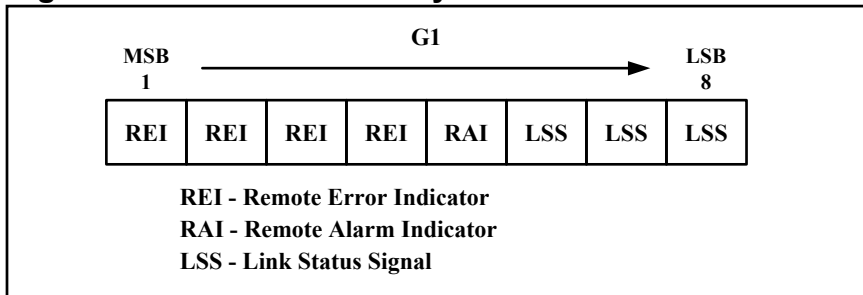 G1
MSB LSB
1 8
REI REI REI REI RAI LSS LSS LSS
REI - Remote Error Indicator
RAI - Remote Alarm Indicator
LSS - Link Status Signal